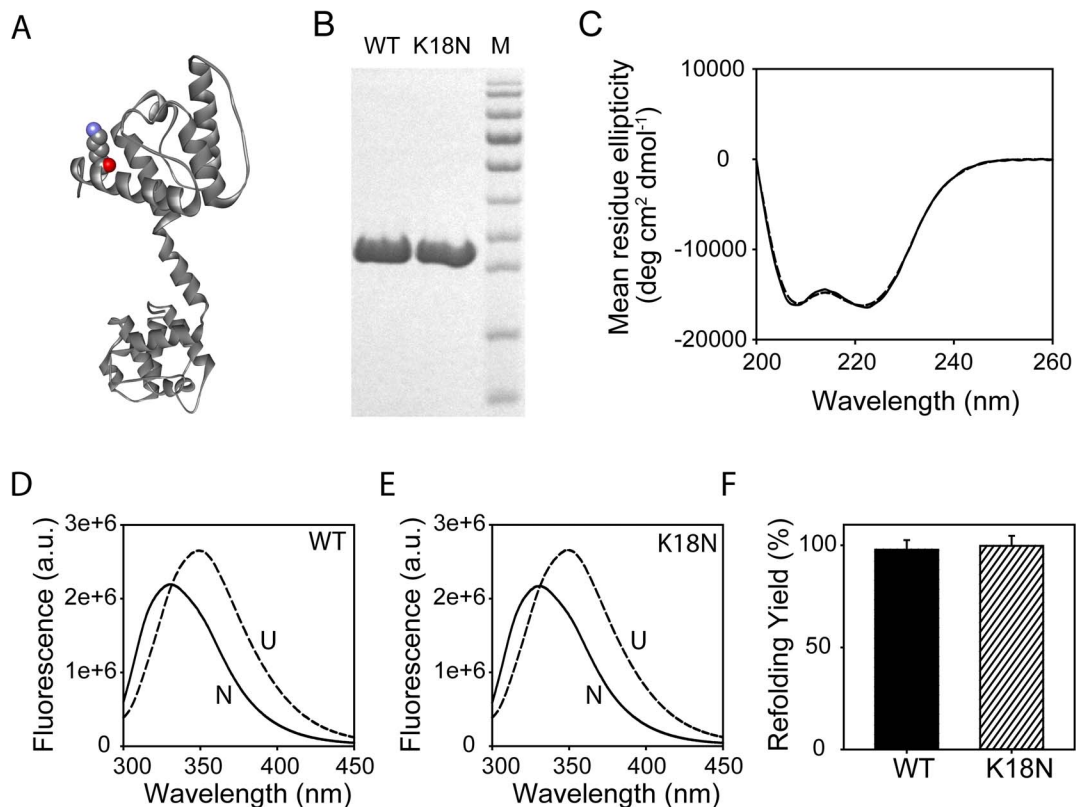 A
B
WT K18N M
C
Mean residue ellipticity
(deg cm² dmol⁻¹)
10000
0
-10000
-20000
200 220 240 260
Wavelength (nm)
D
Fluorescence (a.u.)
3e+6
2e+6
1e+6
0
WT
U
N
300 350 400 450
Wavelength (nm)
E
Fluorescence (a.u.)
3e+6
2e+6
1e+6
0
K18N
U
N
300 350 400 450
Wavelength (nm)
F
Refolding Yield (%)
100
50
0
WT K18N